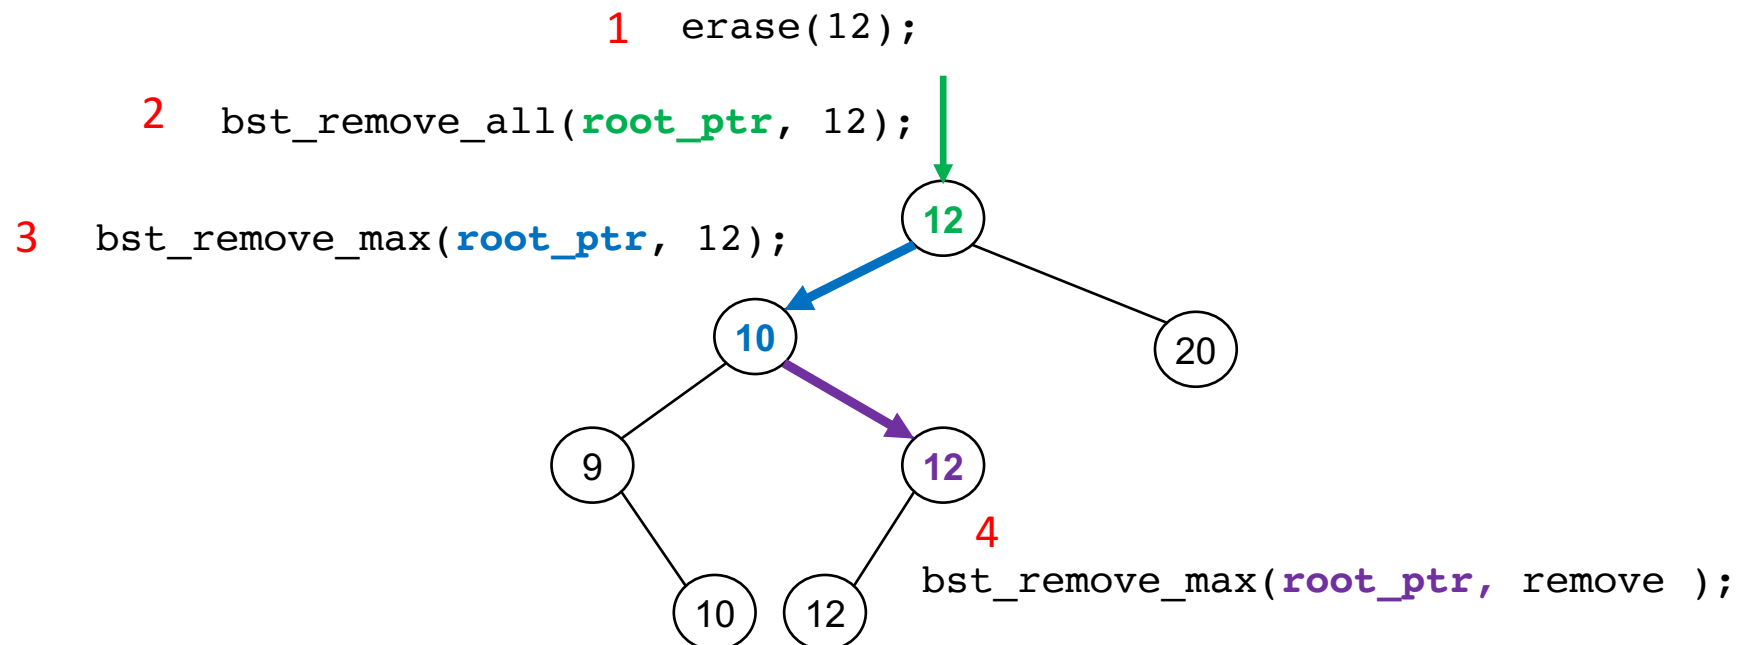 1 erase(12);
2 bst_remove_all(root_ptr, 12);
3 bst_remove_max(root_ptr, 12);
12
10
20
9
12
4
bst_remove_max(root_ptr, remove );
10
12